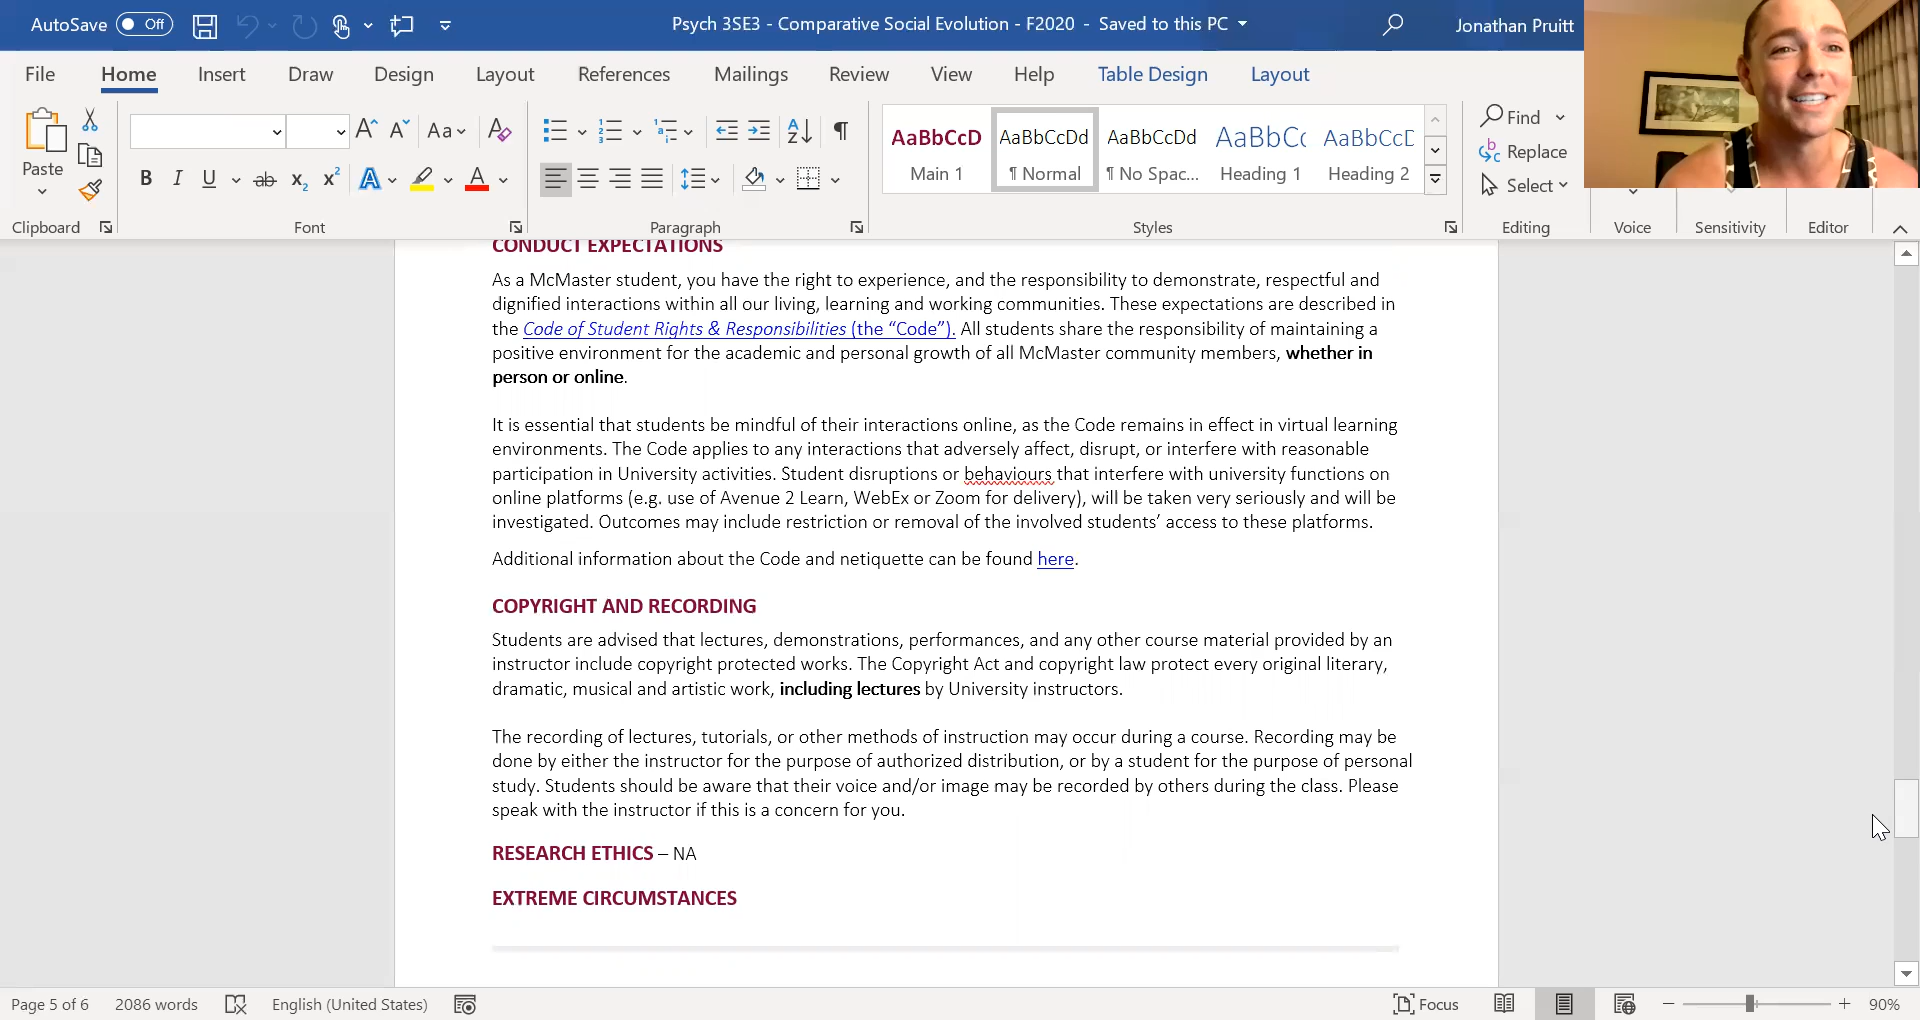 AutoSave Off
Psych 3SE3 - Comparative Social Evolution - F2020 - Saved to this PC
Jonathan Pruitt
File Home Insert Draw Design Layout References Mailings Review View Help Table Design Layout
Paste
Aa
B I U ab x₂ x² A A
A Z ¶
AaBbCcD AaBbCcDd AaBbCcDd AaBbCc AaBbCcD
Main 1 ¶ Normal ¶ No Spac... Heading 1 Heading 2
Find
Replace
Select
Clipboard Font Paragraph Styles Editing Voice Sensitivity Editor
CONDUCT EXPECTATIONS
As a McMaster student, you have the right to experience, and the responsibility to demonstrate, respectful and
dignified interactions within all our living, learning and working communities. These expectations are described in
the Code of Student Rights & Responsibilities (the “Code”). All students share the responsibility of maintaining a
positive environment for the academic and personal growth of all McMaster community members, whether in
person or online.
It is essential that students be mindful of their interactions online, as the Code remains in effect in virtual learning
environments. The Code applies to any interactions that adversely affect, disrupt, or interfere with reasonable
participation in University activities. Student disruptions or behaviours that interfere with university functions on
online platforms (e.g. use of Avenue 2 Learn, WebEx or Zoom for delivery), will be taken very seriously and will be
investigated. Outcomes may include restriction or removal of the involved students’ access to these platforms.
Additional information about the Code and netiquette can be found here.
COPYRIGHT AND RECORDING
Students are advised that lectures, demonstrations, performances, and any other course material provided by an
instructor include copyright protected works. The Copyright Act and copyright law protect every original literary,
dramatic, musical and artistic work, including lectures by University instructors.
The recording of lectures, tutorials, or other methods of instruction may occur during a course. Recording may be
done by either the instructor for the purpose of authorized distribution, or by a student for the purpose of personal
study. Students should be aware that their voice and/or image may be recorded by others during the class. Please
speak with the instructor if this is a concern for you.
RESEARCH ETHICS – NA
EXTREME CIRCUMSTANCES
Page 5 of 6 2086 words English (United States) Focus 90%